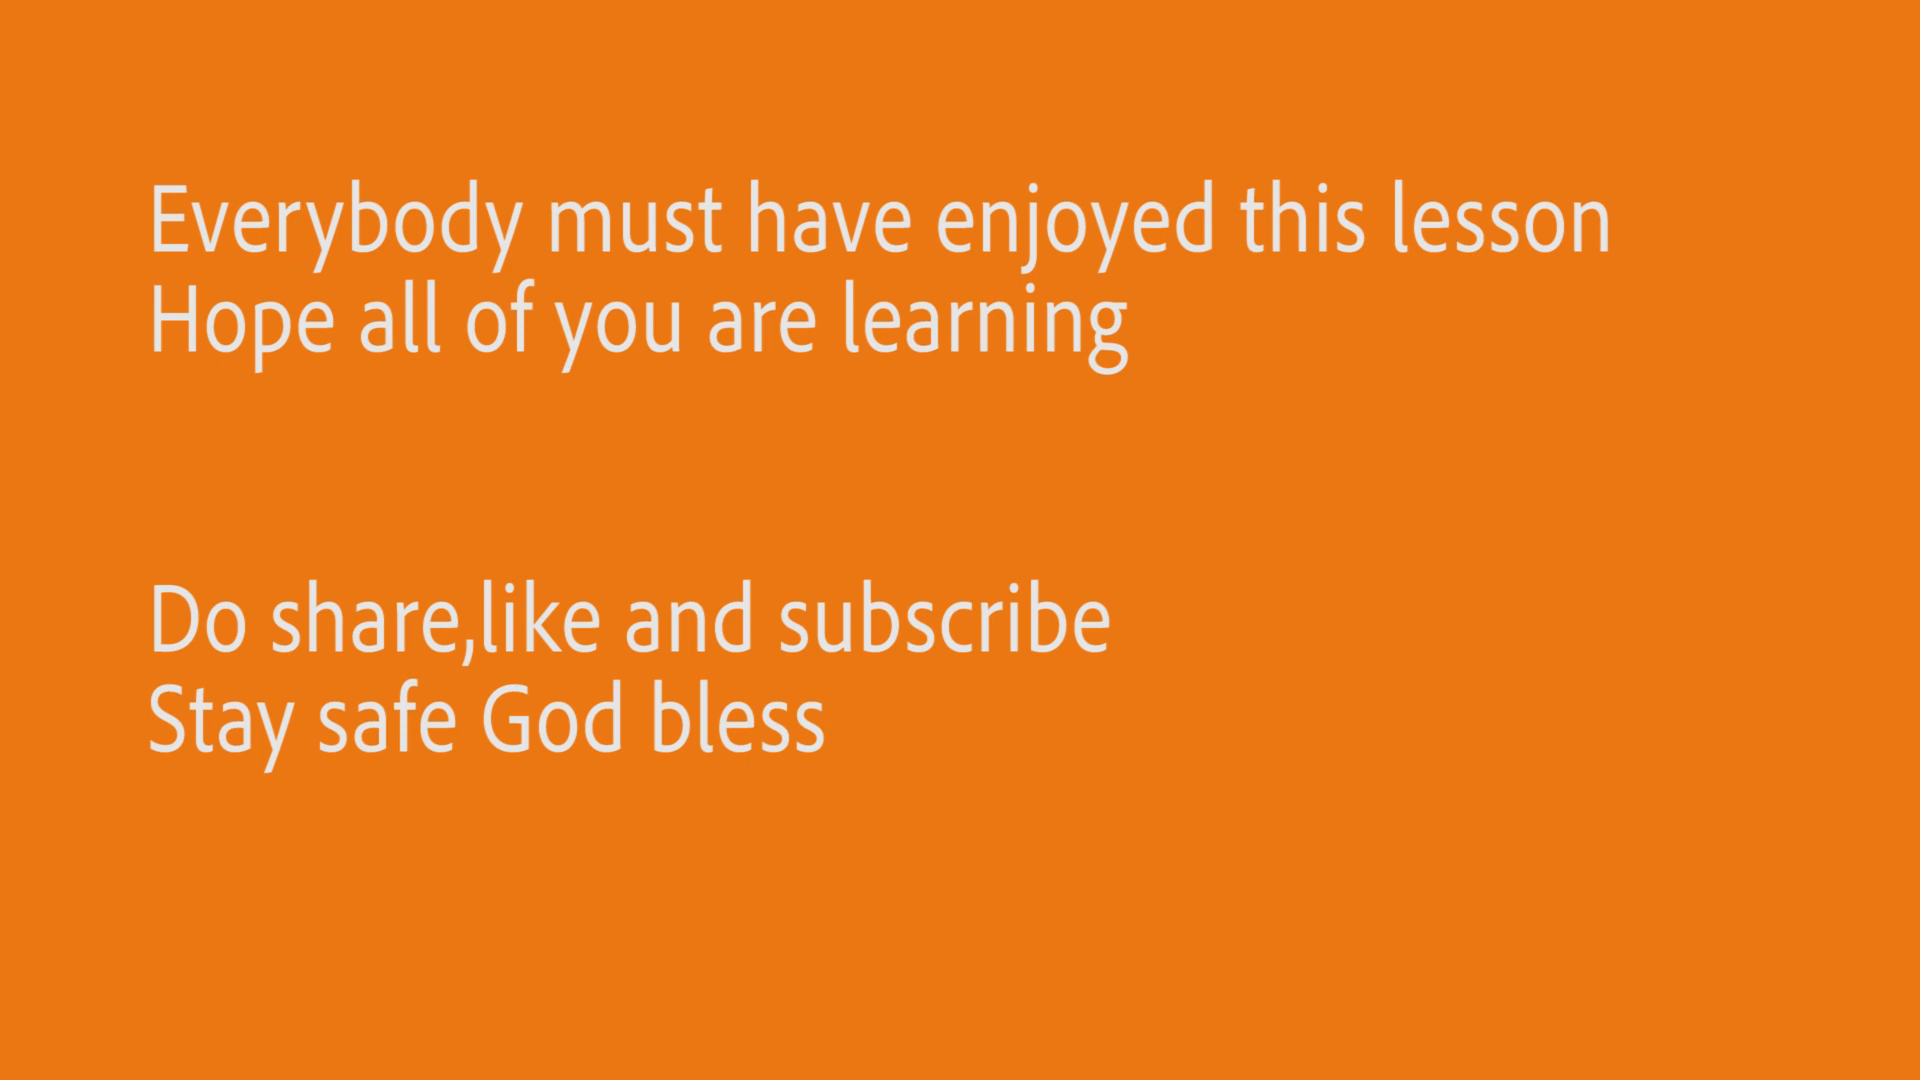 Everybody must have enjoyed this lesson
Hope all of you are learning
Do share,like and subscribe
Stay safe God bless